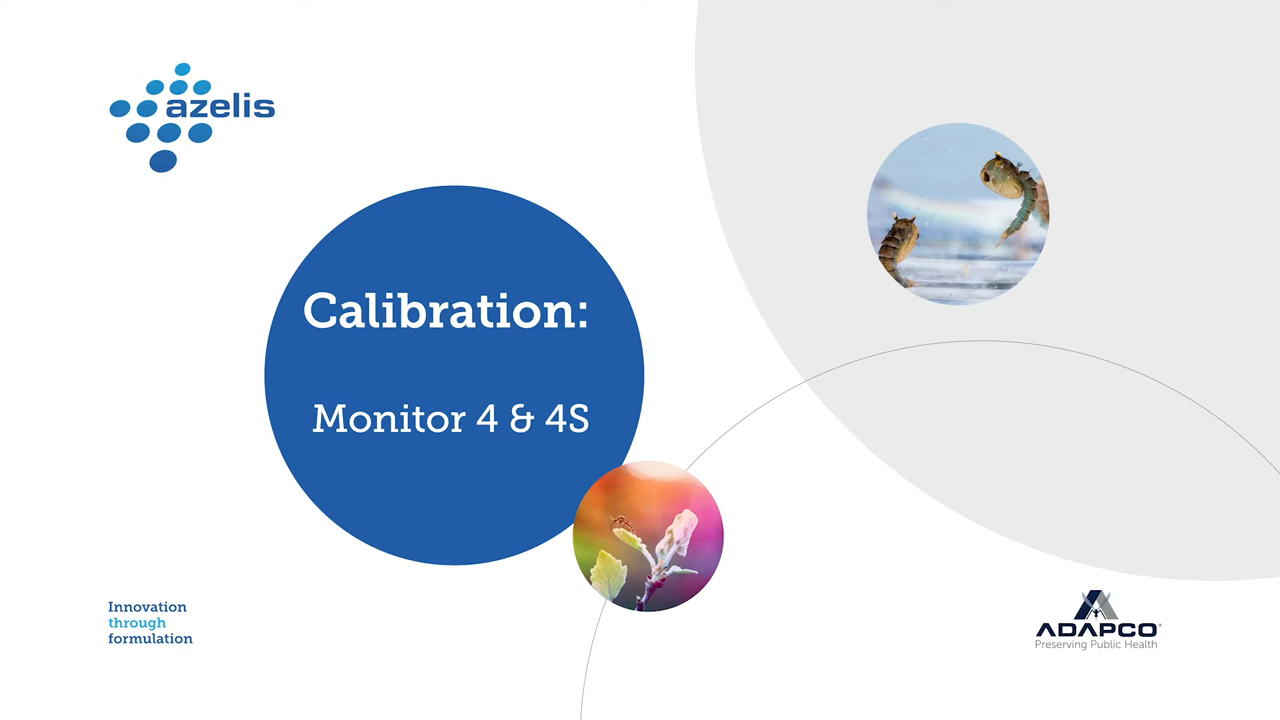 azelis
Calibration:
Monitor 4 & 4S
Innovation
through
formulation
ADAPCO
Preserving Public Health